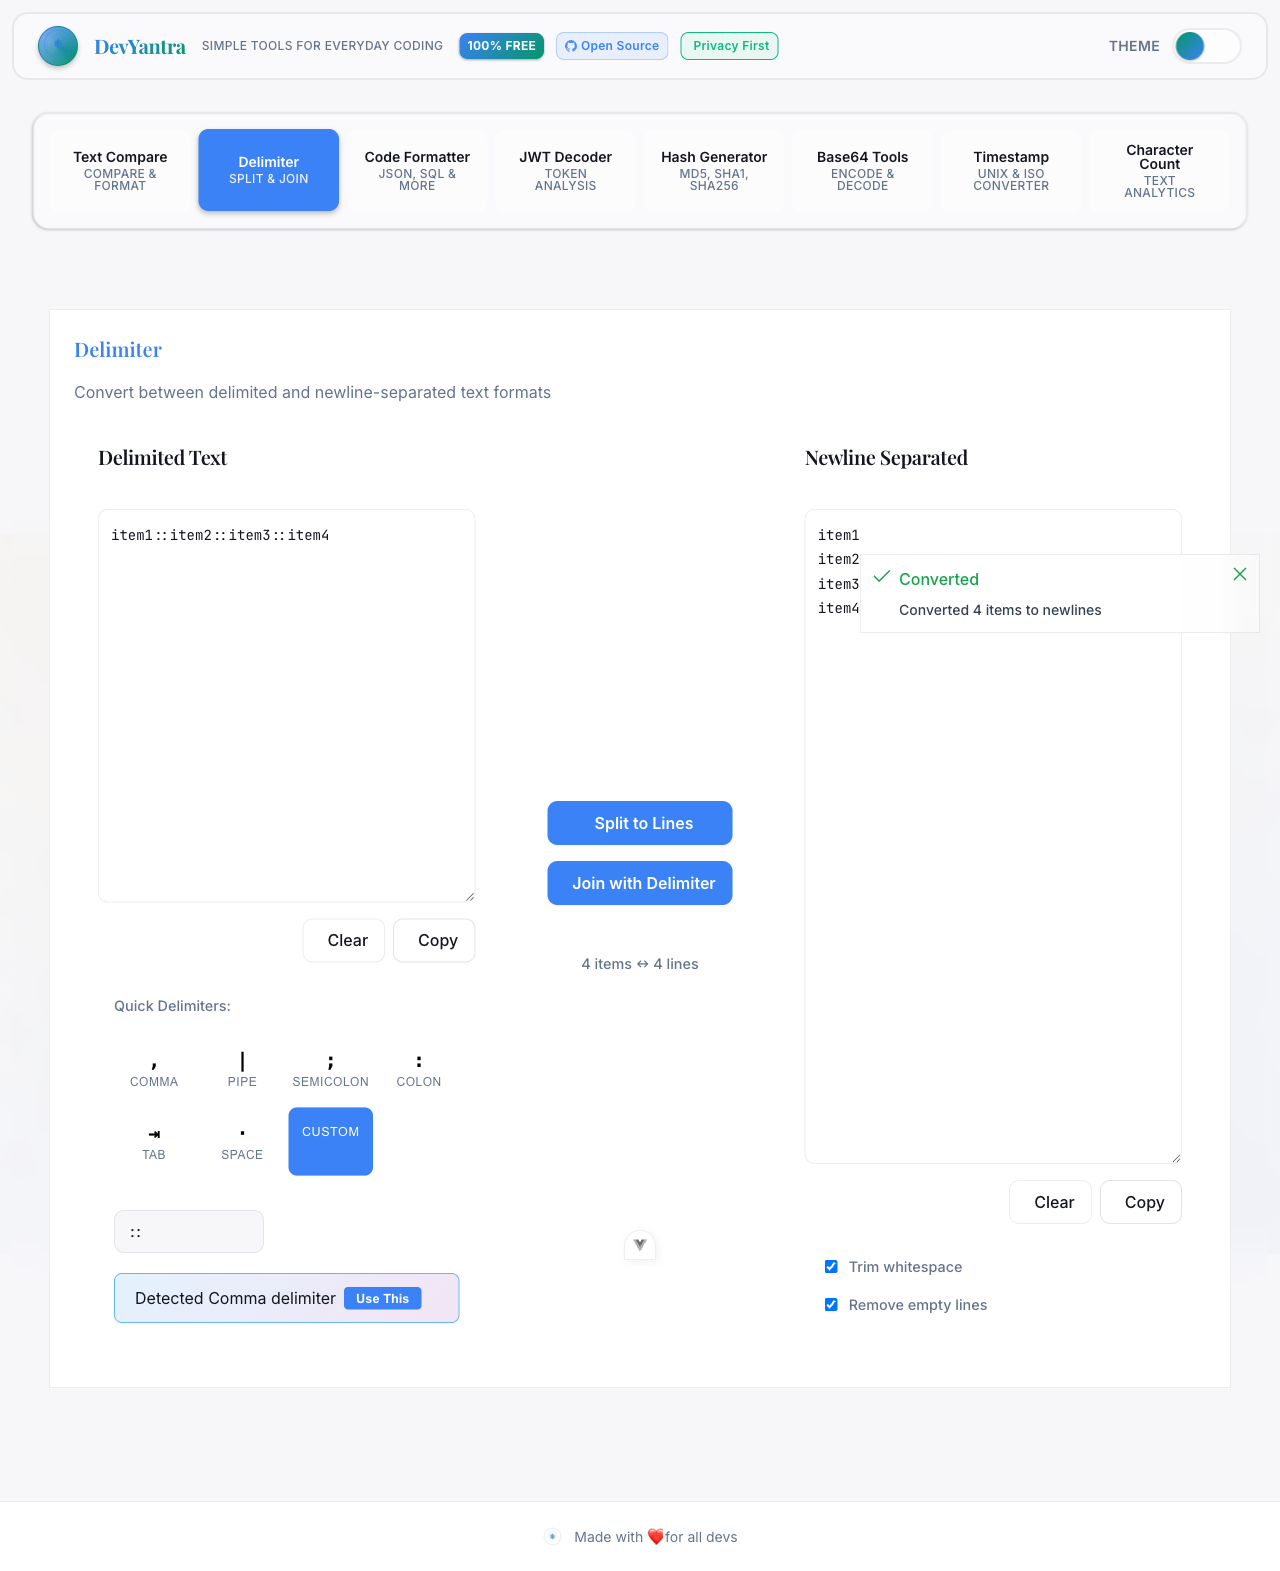 DevYantra
SIMPLE TOOLS FOR EVERYDAY CODING
100% FREE
Open Source
Privacy First
THEME
Text Compare
COMPARE &
FORMAT
Delimiter
SPLIT & JOIN
Code Formatter
JSON, SQL &
MORE
JWT Decoder
TOKEN
ANALYSIS
Hash Generator
MD5, SHA1,
SHA256
Base64 Tools
ENCODE &
DECODE
Timestamp
UNIX & ISO
CONVERTER
Character
Count
TEXT
ANALYTICS
Delimiter
Convert between delimited and newline-separated text formats
Delimited Text
item1::item2::item3::item4
Clear
Copy
Quick Delimiters:
,
COMMA
|
PIPE
;
SEMICOLON
:
COLON
⇥
TAB
·
SPACE
CUSTOM
::
Detected Comma delimiter
Use This
Split to Lines
Join with Delimiter
4 items ↔ 4 lines
Newline Separated
item1
item2
item3
item4
Converted
Converted 4 items to newlines
Clear
Copy
Trim whitespace
Remove empty lines
Made with ❤️for all devs